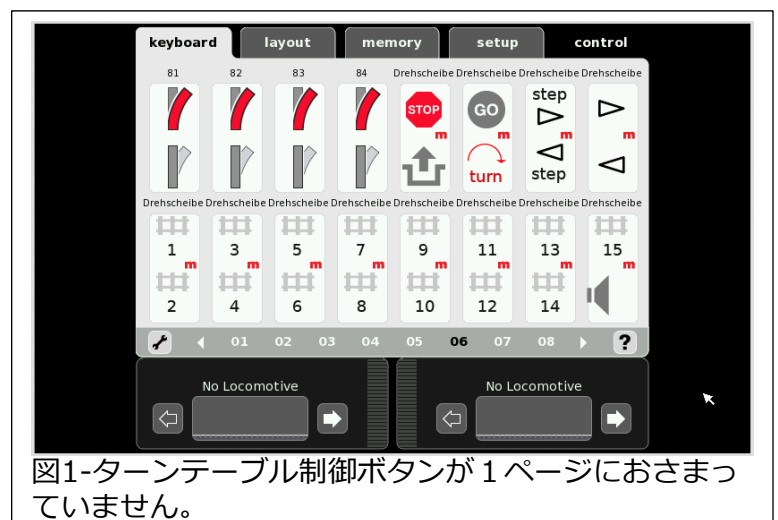 keyboard layout memory setup control
81 82 83 84 Drehscheibe Drehscheibe Drehscheibe Drehscheibe
STOP GO step
m m m m
turn step
Drehscheibe Drehscheibe Drehscheibe Drehscheibe Drehscheibe Drehscheibe Drehscheibe Drehscheibe
1 3 5 7 9 11 13 15
m m m m m m m m
2 4 6 8 10 12 14
01 02 03 04 05 06 07 08 ?
No Locomotive No Locomotive
図1-ターンテーブル制御ボタンが１ページにおさまっ
ていません。